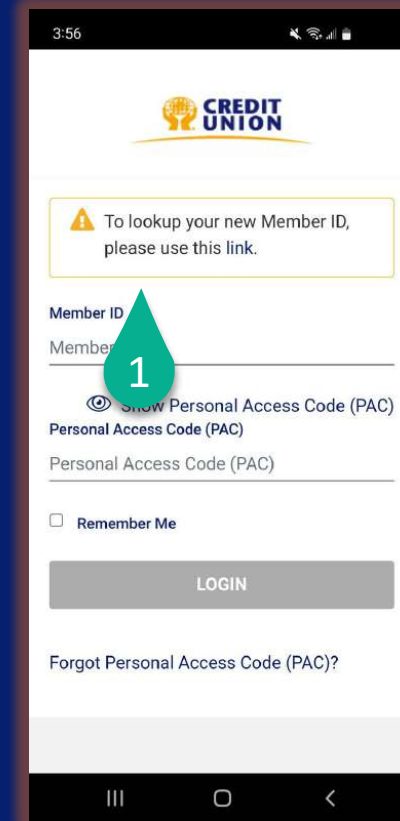 3:56
CREDIT
UNION
To lookup your new Member ID,
please use this link.
Member ID
Member
1
Show Personal Access Code (PAC)
Personal Access Code (PAC)
Personal Access Code (PAC)
Remember Me
LOGIN
Forgot Personal Access Code (PAC)?